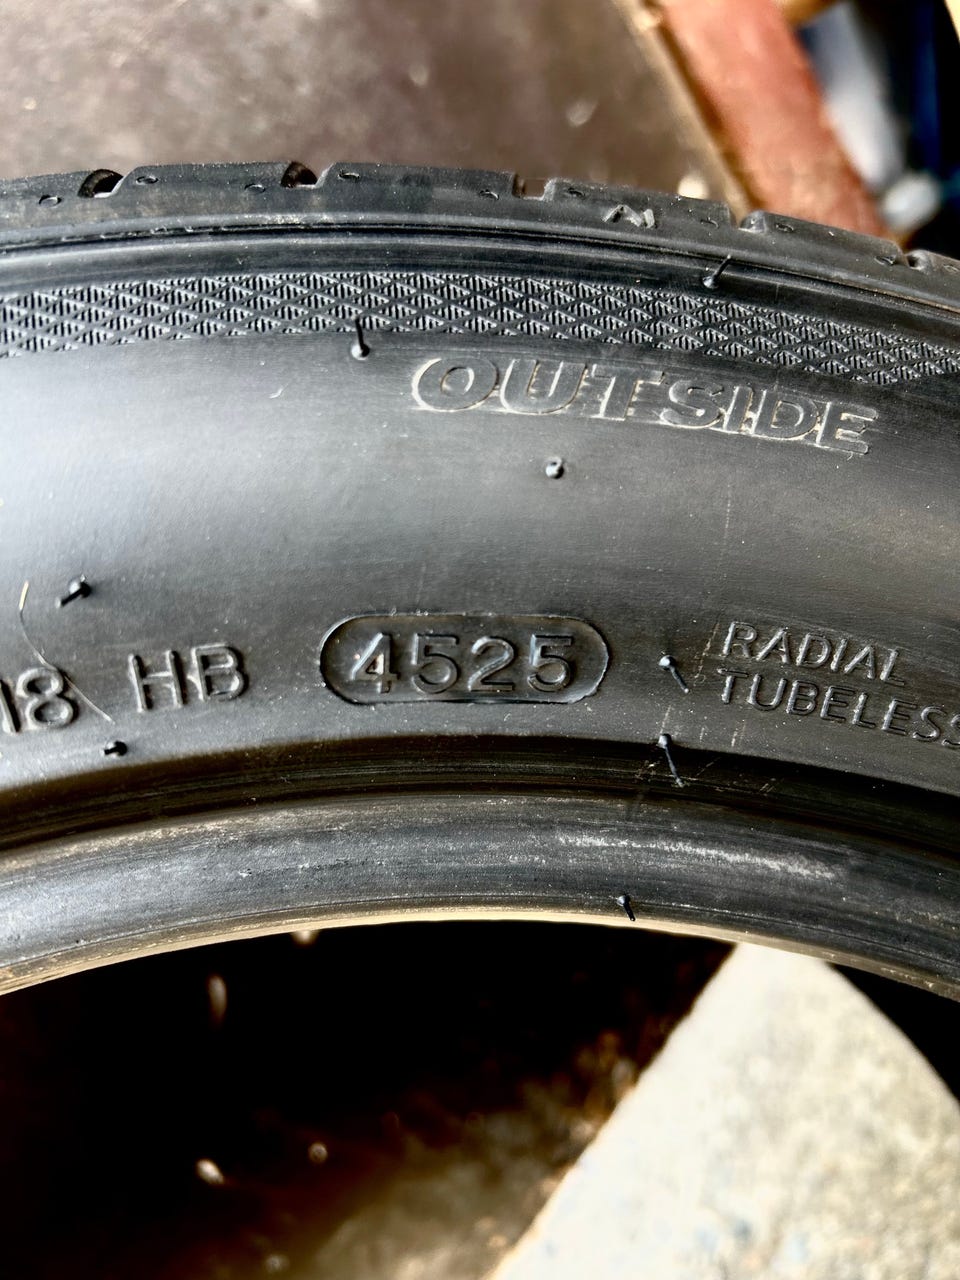 OUTSIDE
18 HB 4525
RADIAL
TUBELESS